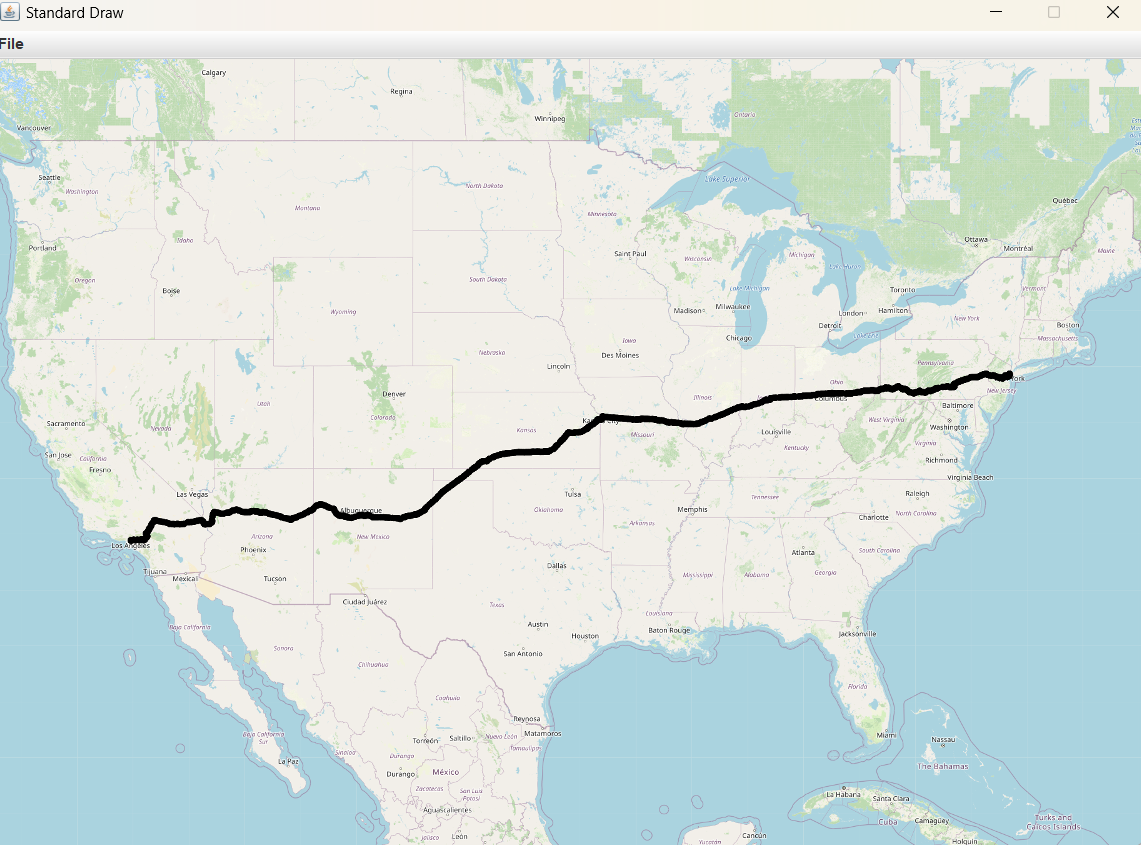 Standard Draw
File
Calgary
Regina
Winnipeg
Ontario
Vancouver
Seattle
Washington
Montana
North Dakota
Minnesota
Lake Superior
Québec
Portland
Idaho
Ottawa
Montréal
Maine
Saint Paul
Wisconsin
Michigan
Lake Huron
Oregon
Boise
South Dakota
Lake Michigan
Toronto
Vermont
Wyoming
Madison
Milwaukee
London
Hamilton
New York
Detroit
Boston
Chicago
Lake Erie
Massachusetts
Iowa
Nebraska
Des Moines
Lincoln
Pennsylvania
Ohio
New Jersey
Utah
Denver
Colorado
Illinois
Columbus
Baltimore
Sacramento
Nevada
Kansas
Missouri
Louisville
West Virginia
Washington
San Jose
California
Fresno
Kentucky
Virginia
Richmond
Las Vegas
Tulsa
Virginia Beach
Albuquerque
Oklahoma
Memphis
Tennessee
Raleigh
North Carolina
Charlotte
Arkansas
Los Angeles
Arizona
Phoenix
New Mexico
Atlanta
South Carolina
Tijuana
Mexicali
Tucson
Dallas
Mississippi
Alabama
Georgia
Ciudad Juárez
Texas
Louisiana
Baja California
Austin
Houston
Baton Rouge
Jacksonville
Sonora
San Antonio
Chihuahua
Florida
Coahuila
Reynosa
Matamoros
Miami
Nassau
Baja California
Sur
Torreón
Saltillo
Nuevo León
Tamaulipas
Sinaloa
Durango
La Paz
Durango
México
The Bahamas
Zacatecas
San Luis
Potosí
La Habana
Santa Clara
Aguascalientes
Cuba
Camagüey
Turks and
Caicos Islands
Jalisco
León
Cancún
Yucatán
Holguín